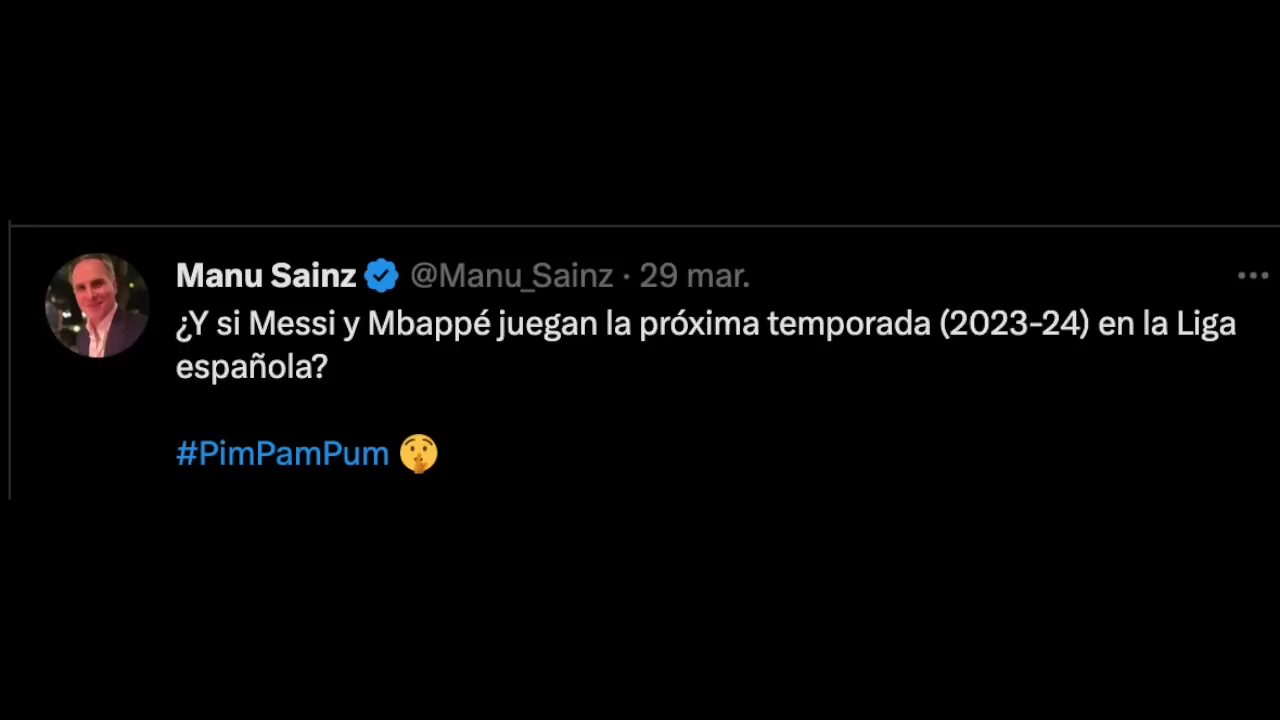 Manu Sainz @Manu_Sainz · 29 mar.
¿Y si Messi y Mbappé juegan la próxima temporada (2023-24) en la Liga
española?
#PimPamPum 🤫